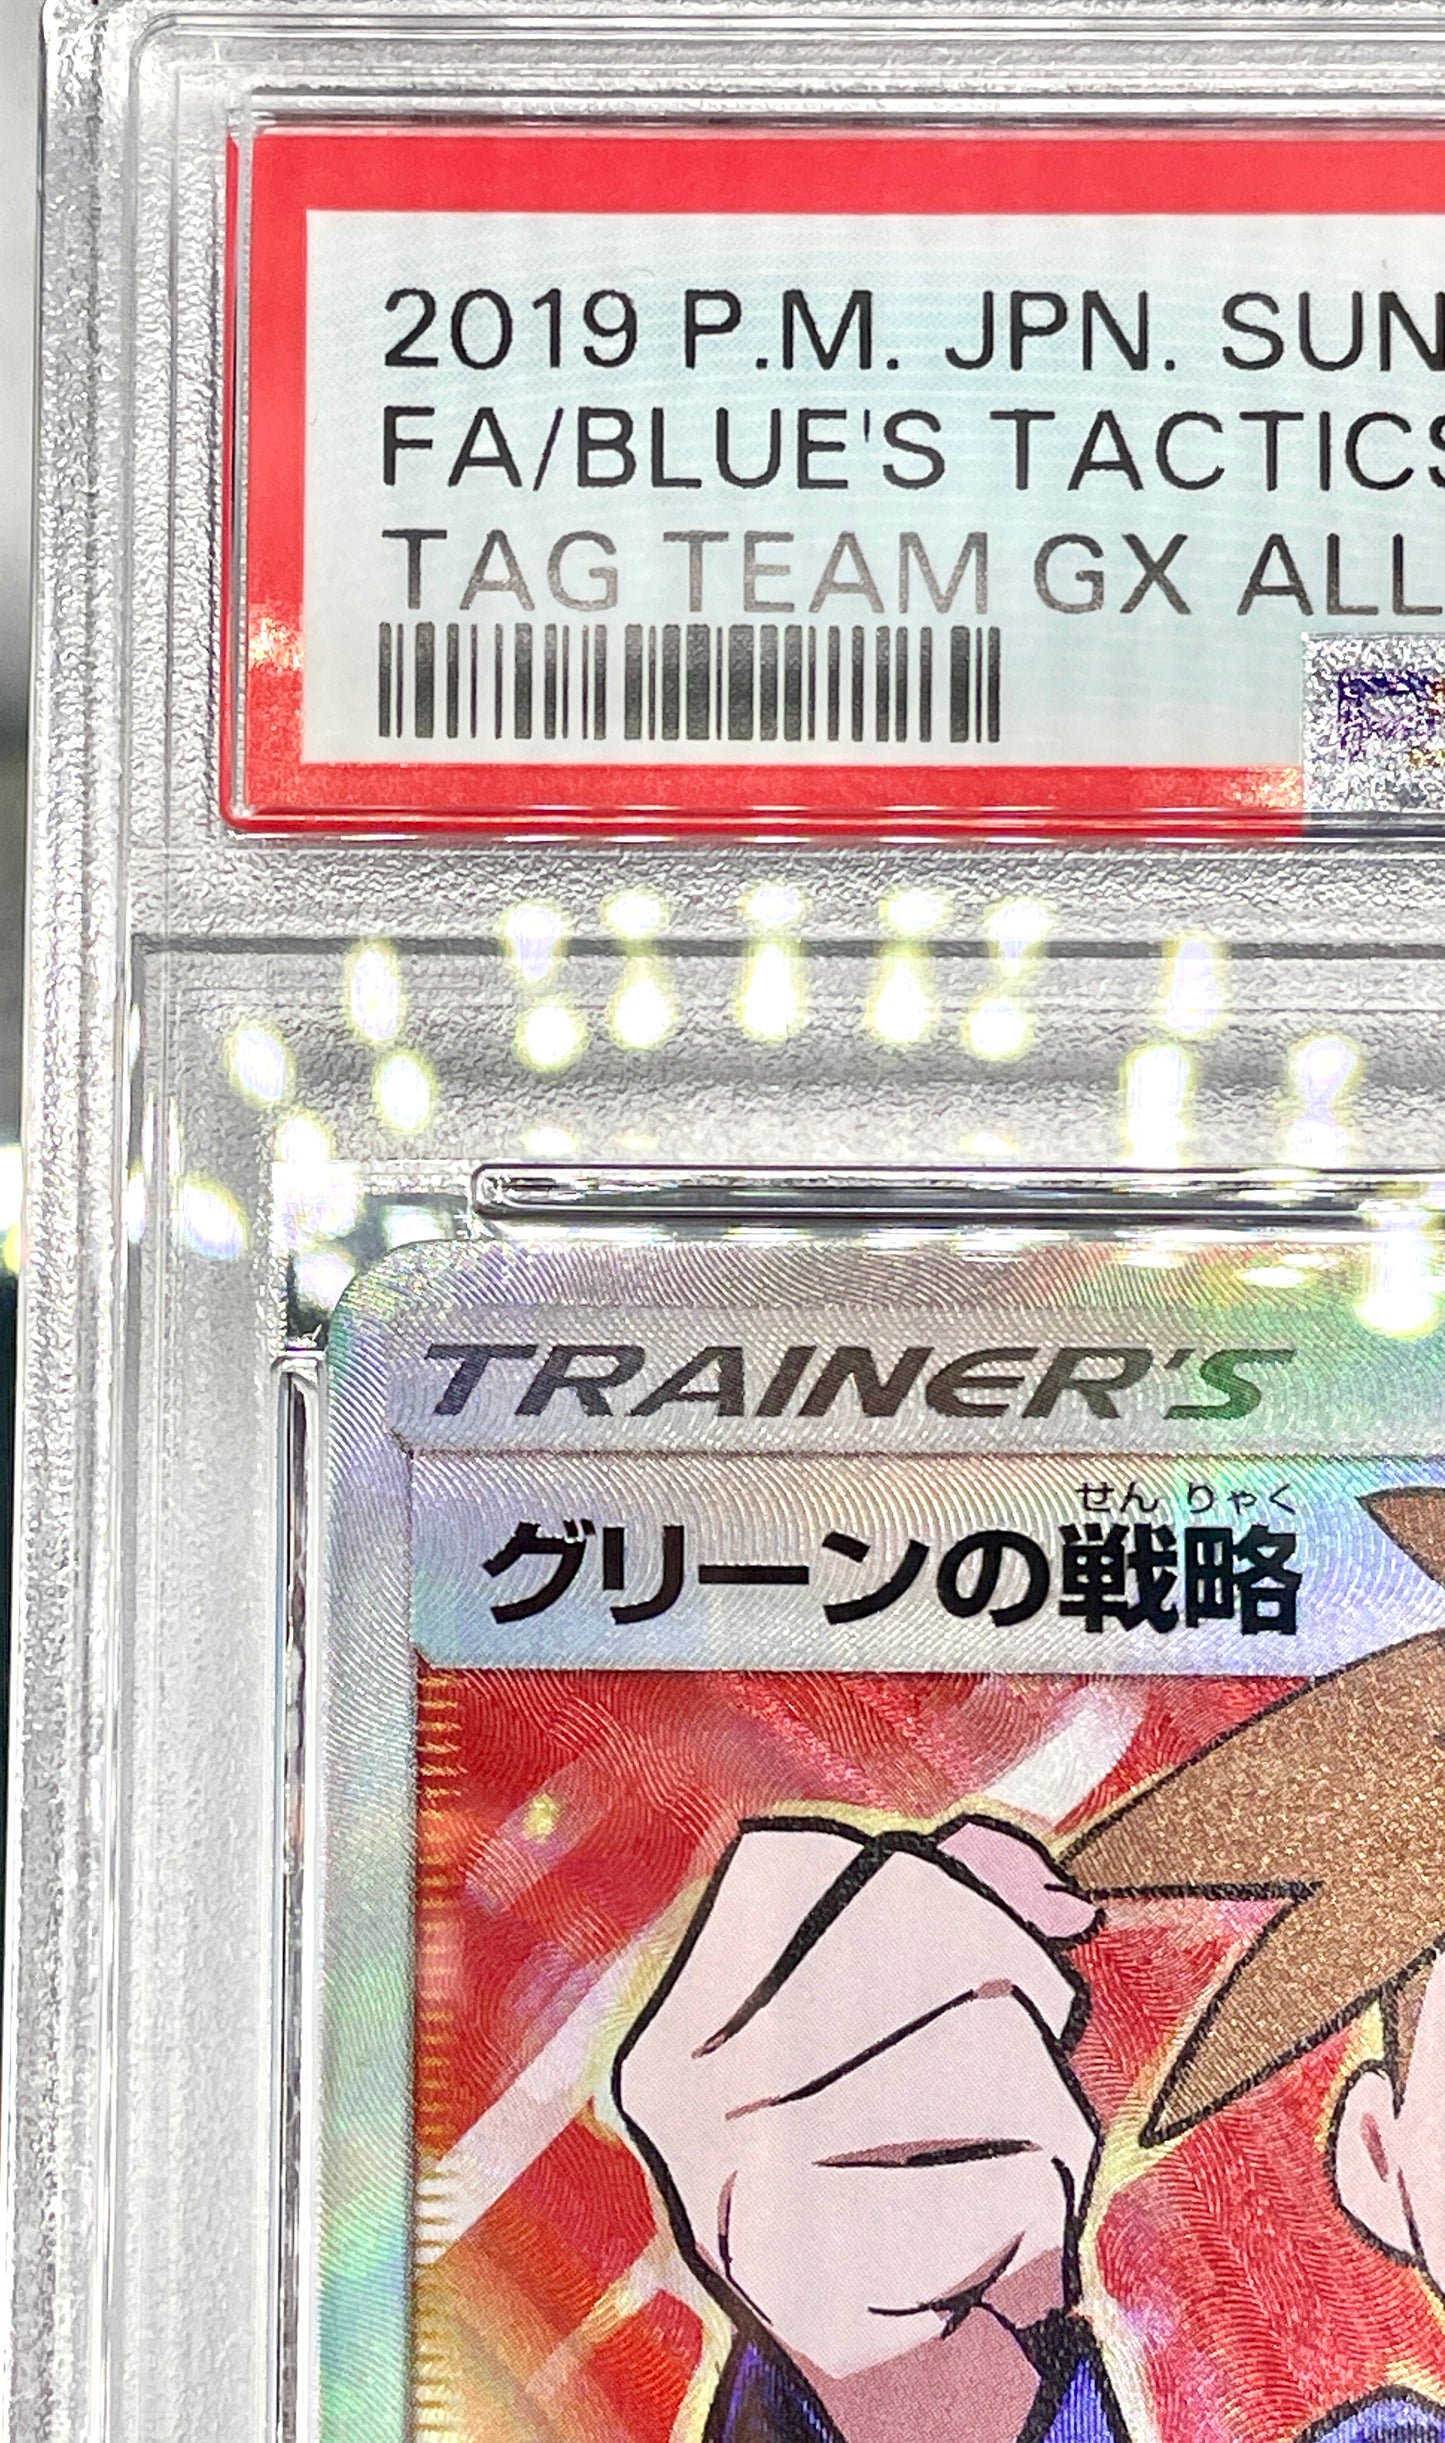 2019 P.M. JPN. SUN
FA/BLUE'S TACTICS
TAG TEAM GX ALL
TRAINER'S
せんりゃく
グリーンの戦略